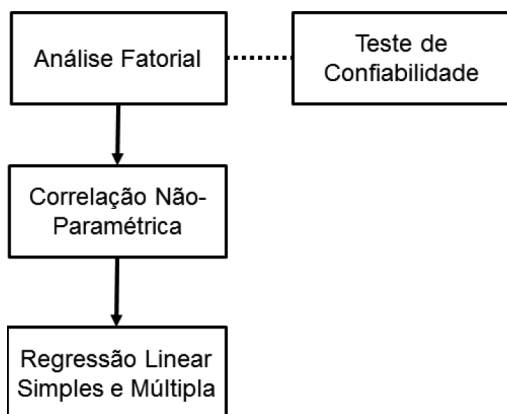 Análise Fatorial
Teste de
Confiabilidade
Correlação Não-
Paramétrica
Regressão Linear
Simples e Múltipla